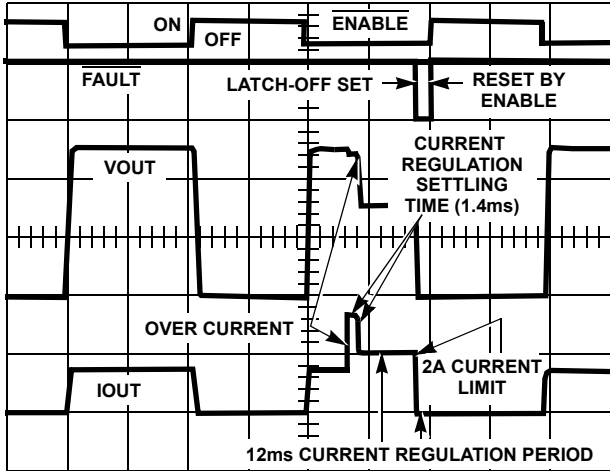 ON
OFF
ENABLE
FAULT
LATCH-OFF SET
RESET BY
ENABLE
VOUT
CURRENT
REGULATION
SETTLING
TIME (1.4ms)
OVER CURRENT
IOUT
2A CURRENT
LIMIT
12ms CURRENT REGULATION PERIOD